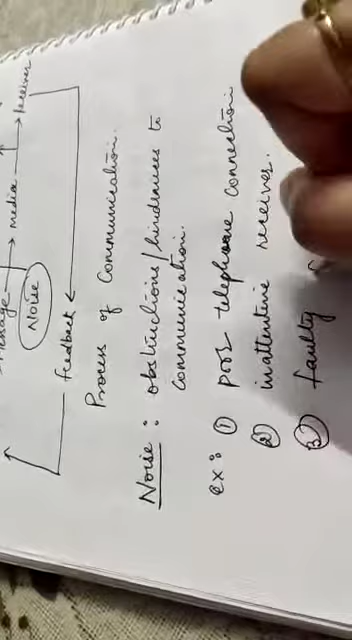 Message → Media → Receiver
Noise
Feedback
Process of Communication.
Noise : obstructions/hindrances to
communication.
ex: ① poor telephone connection
② inattentive receivers.
③ faulty